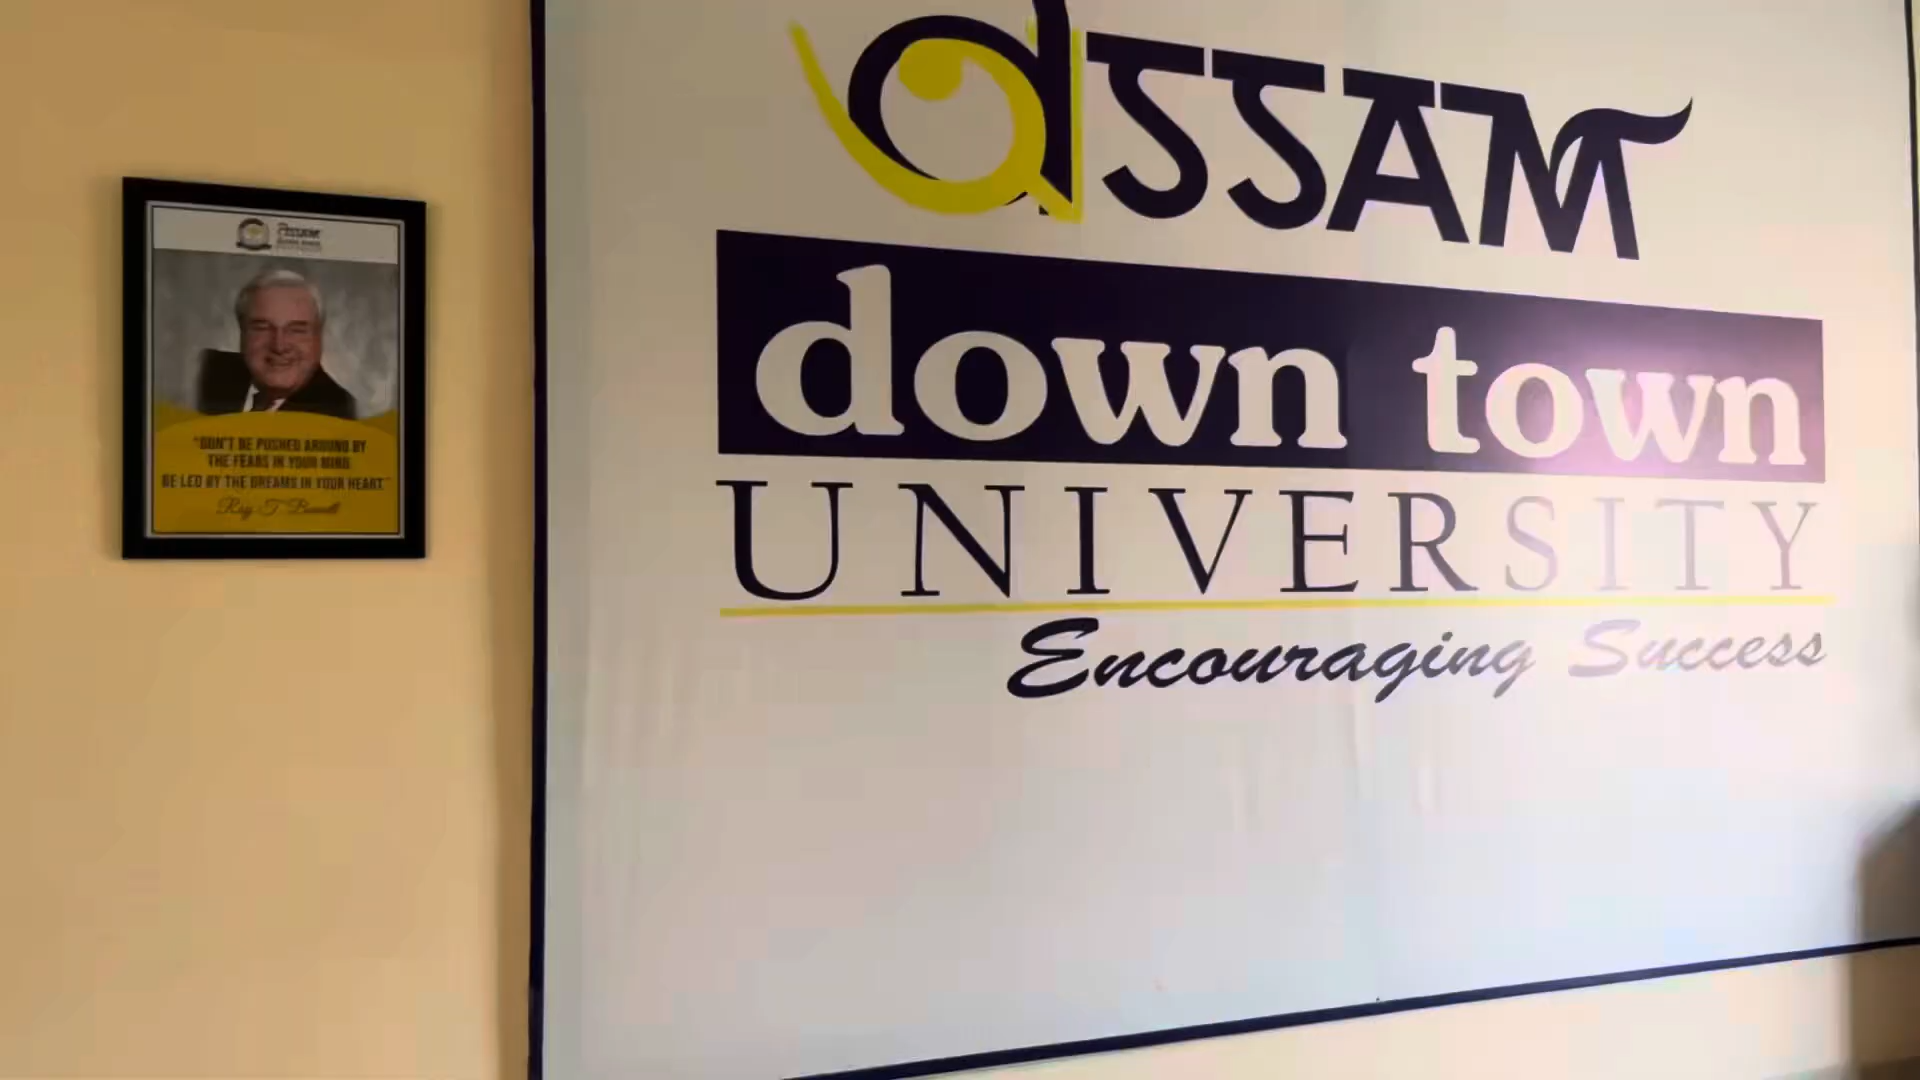 ASSAM
"DON'T BE PUSHED AROUND BY
THE FEARS IN YOUR MIND
BE LED BY THE DREAMS IN YOUR HEART."
assam
down town
UNIVERSITY
Encouraging Success